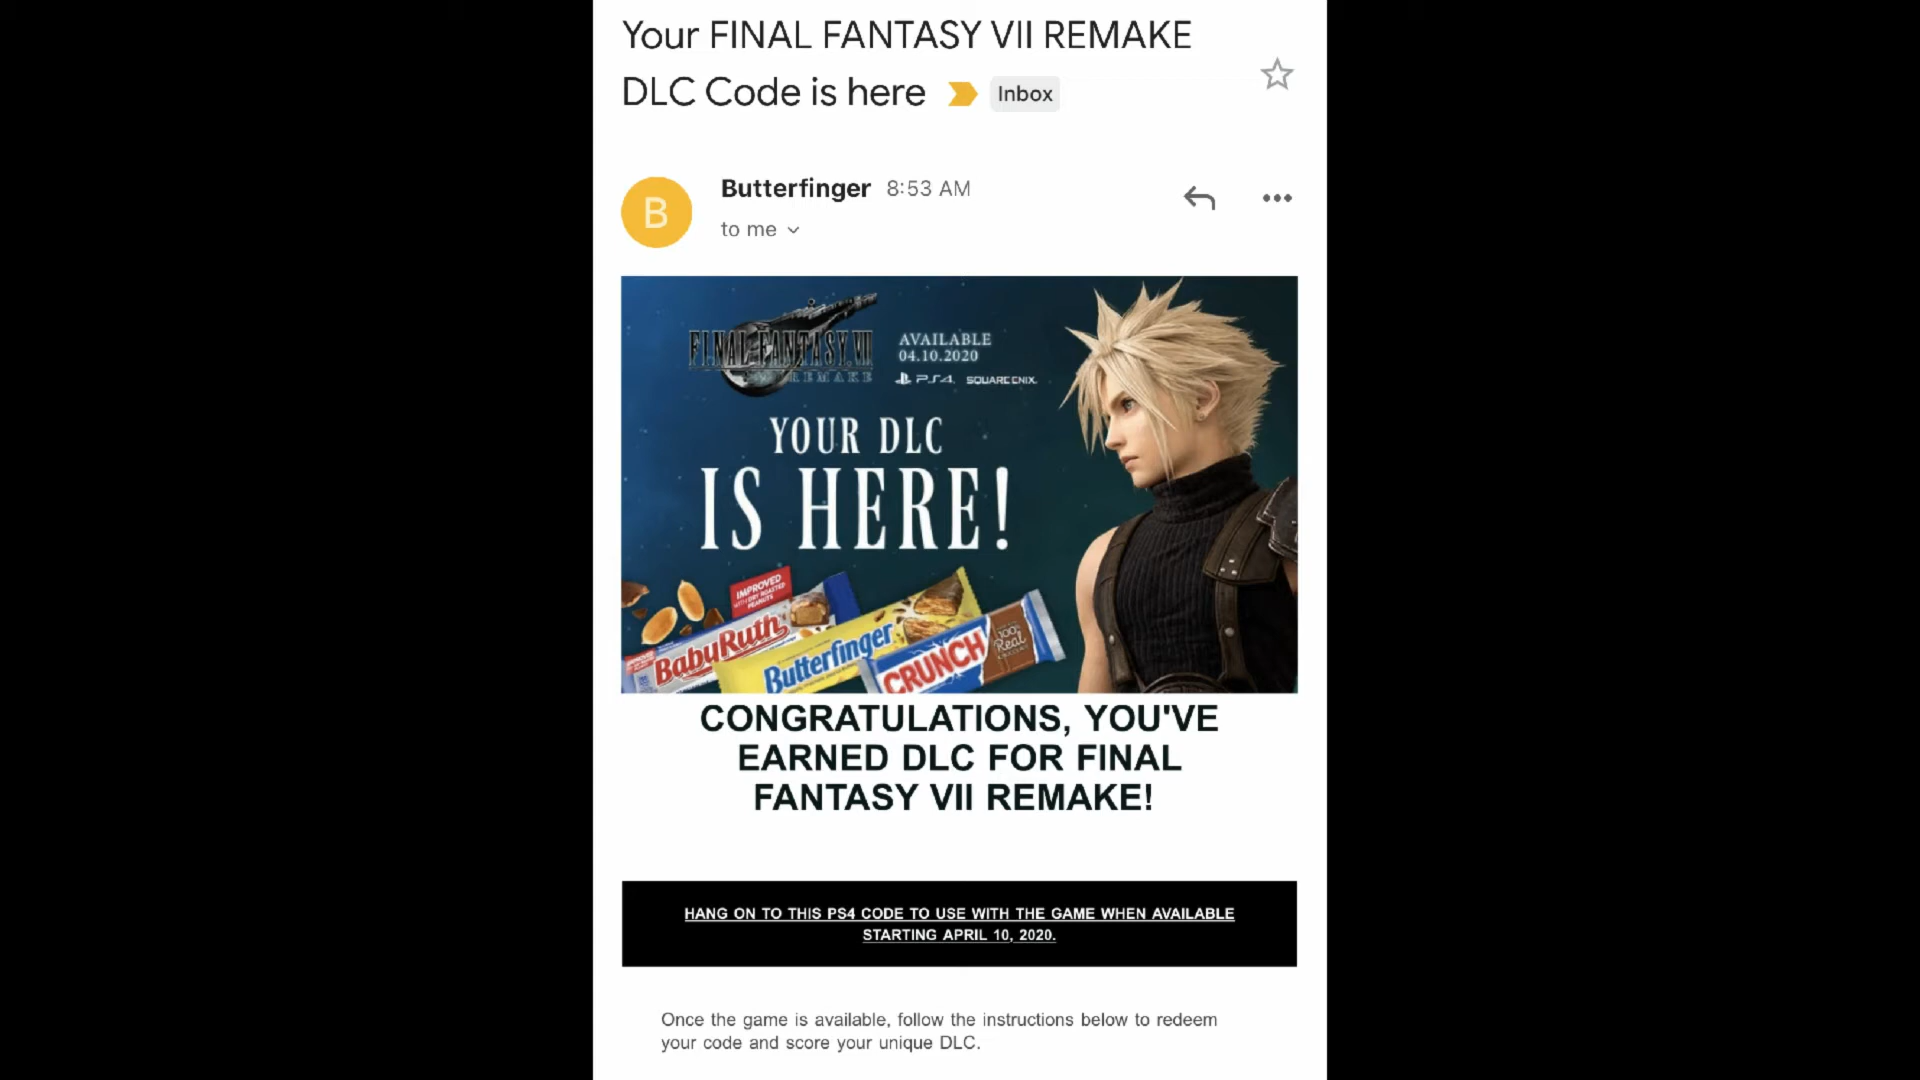 Your FINAL FANTASY VII REMAKE
DLC Code is here Inbox
B
Butterfinger 8:53 AM
to me
FINAL FANTASY VII
REMAKE
AVAILABLE
04.10.2020
PS4 SQUARE ENIX.
YOUR DLC
IS HERE!
IMPROVED
WITH DRY ROASTED
PEANUTS
BabyRuth
Butterfinger
CRUNCH
100%
Real
CONGRATULATIONS, YOU'VE
EARNED DLC FOR FINAL
FANTASY VII REMAKE!
HANG ON TO THIS PS4 CODE TO USE WITH THE GAME WHEN AVAILABLE
STARTING APRIL 10, 2020.
Once the game is available, follow the instructions below to redeem
your code and score your unique DLC.